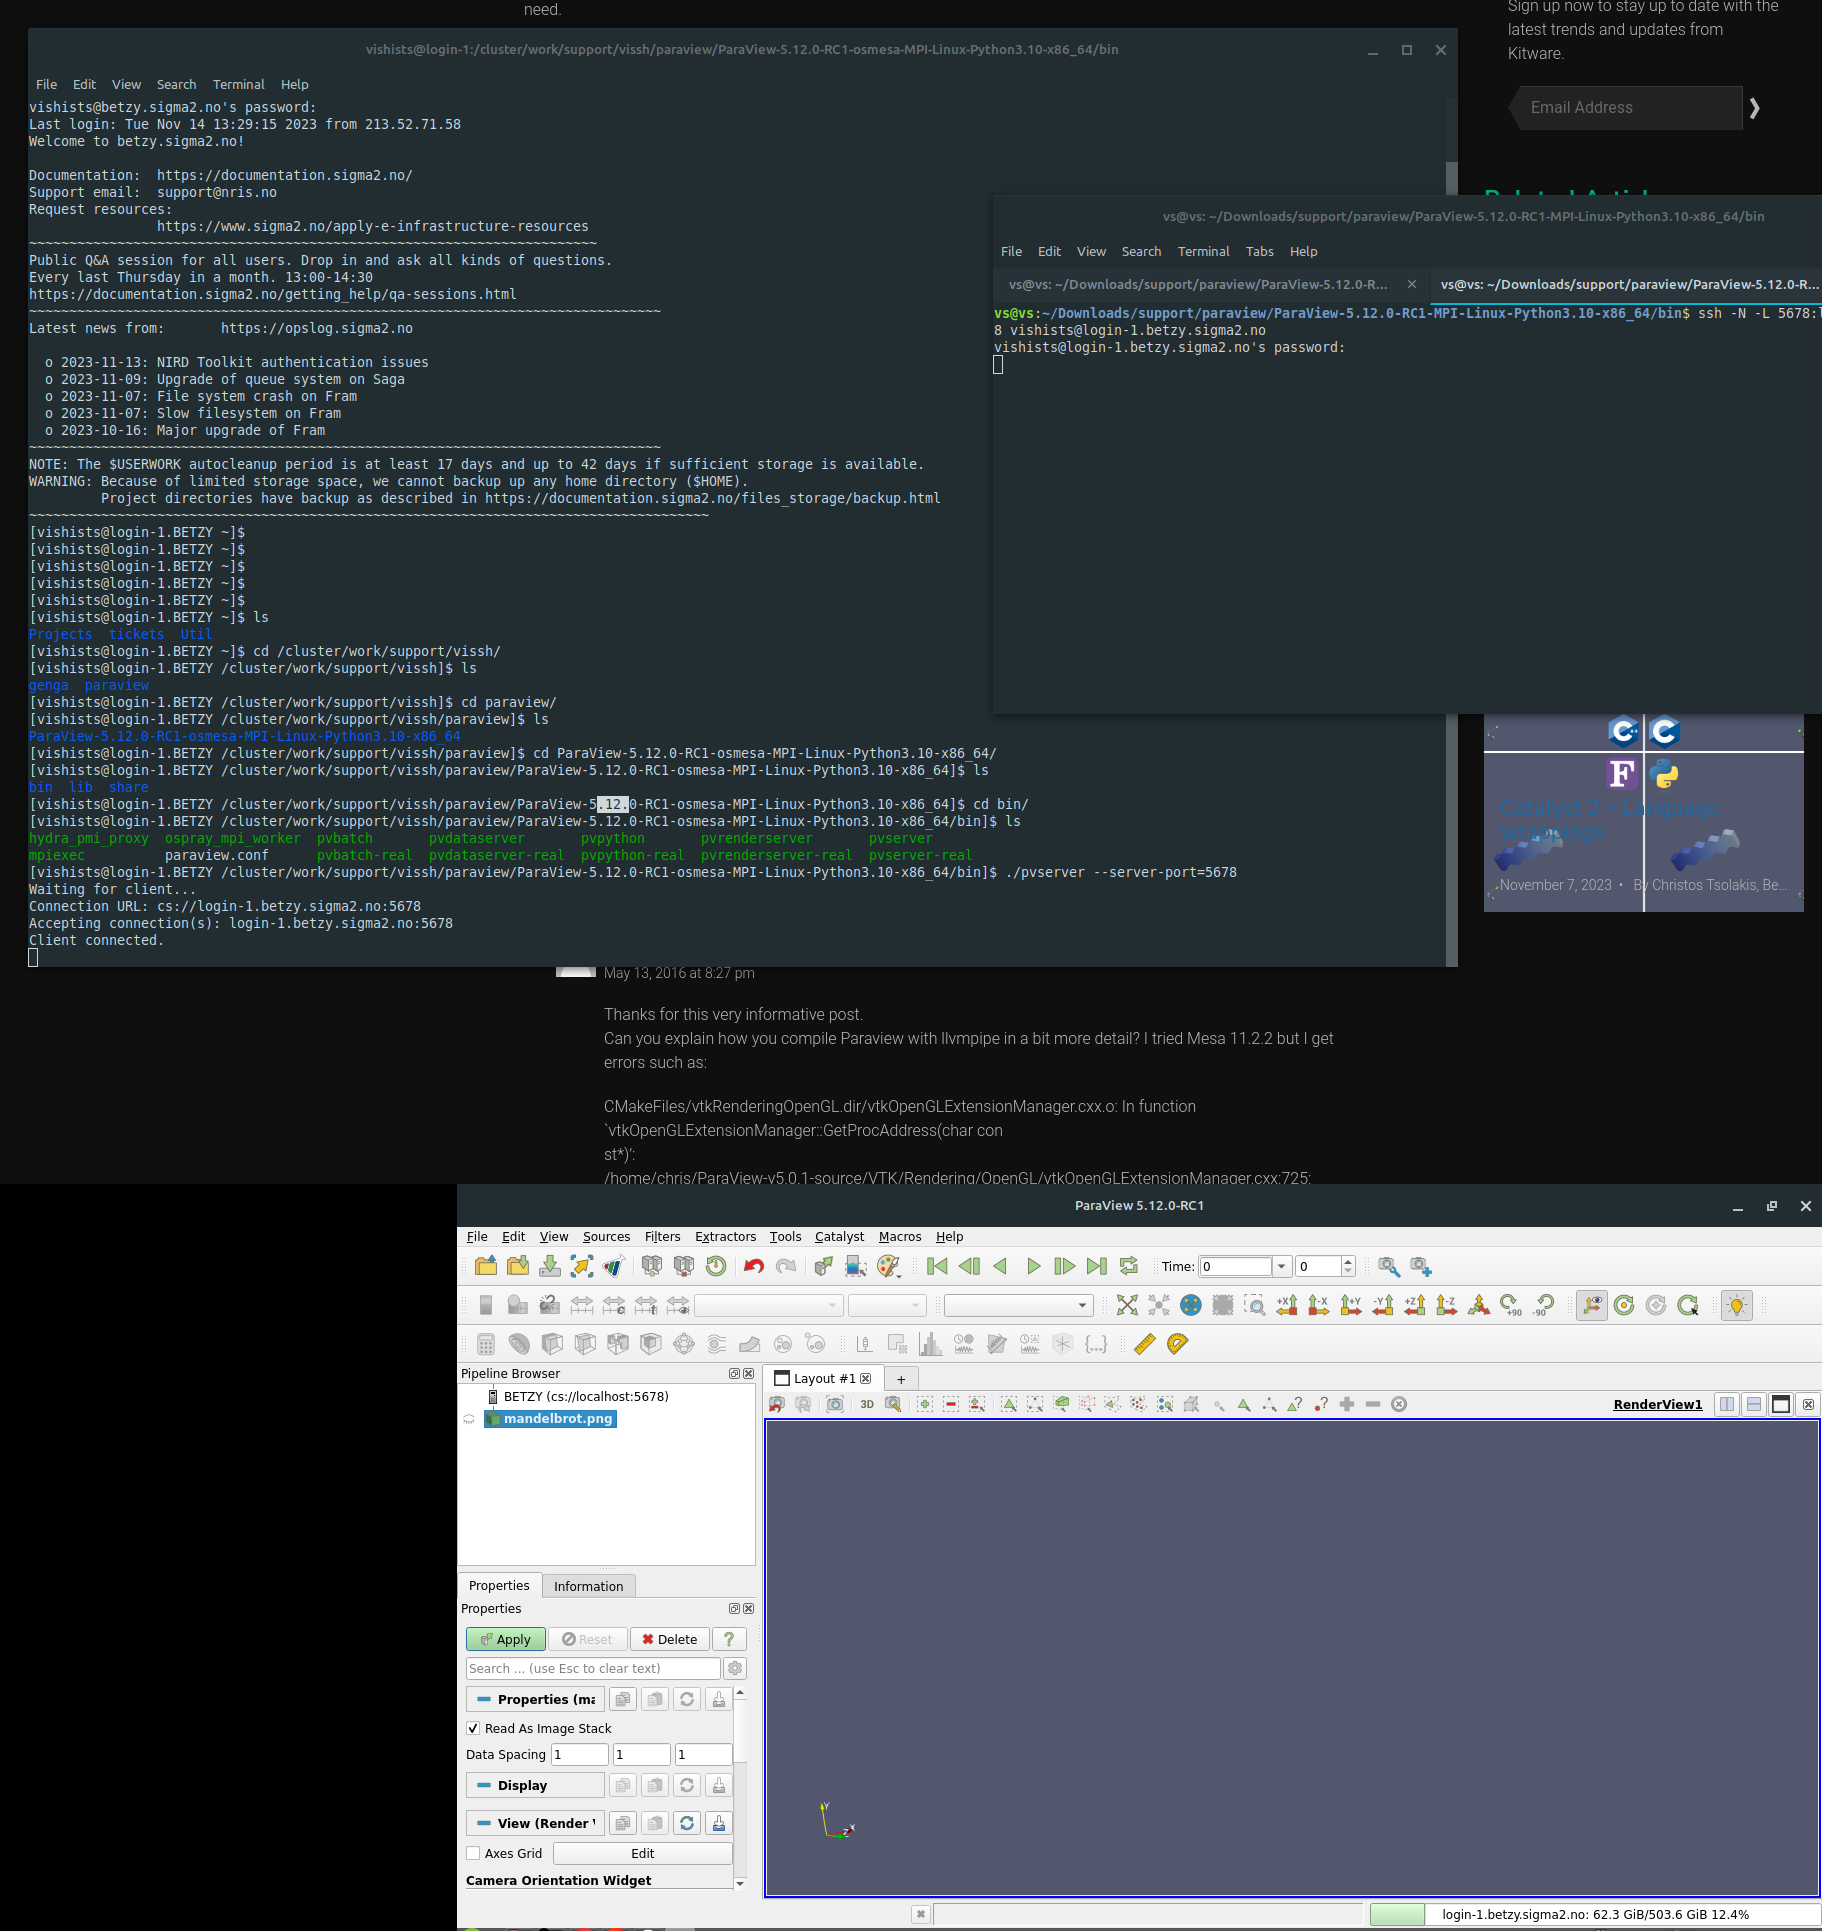 need.
Sign up now to stay up to date with the
latest trends and updates from
Kitware.
Email Address
vishists@login-1:/cluster/work/support/vissh/paraview/ParaView-5.12.0-RC1-osmesa-MPI-Linux-Python3.10-x86_64/bin
File Edit View Search Terminal Help
vishists@betzy.sigma2.no's password:
Last login: Tue Nov 14 13:29:15 2023 from 213.52.71.58
Welcome to betzy.sigma2.no!
Documentation: https://documentation.sigma2.no/
Support email: support@nris.no
Request resources:
https://www.sigma2.no/apply-e-infrastructure-resources
Public Q&A session for all users. Drop in and ask all kinds of questions.
Every last Thursday in a month. 13:00-14:30
https://documentation.sigma2.no/getting_help/qa-sessions.html
Latest news from: https://opslog.sigma2.no
o 2023-11-13: NIRD Toolkit authentication issues
o 2023-11-09: Upgrade of queue system on Saga
o 2023-11-07: File system crash on Fram
o 2023-11-07: Slow filesystem on Fram
o 2023-10-16: Major upgrade of Fram
NOTE: The $USERWORK autocleanup period is at least 17 days and up to 42 days if sufficient storage is available.
WARNING: Because of limited storage space, we cannot backup up any home directory ($HOME).
Project directories have backup as described in https://documentation.sigma2.no/files_storage/backup.html
[vishists@login-1.BETZY ~]$
[vishists@login-1.BETZY ~]$
[vishists@login-1.BETZY ~]$
[vishists@login-1.BETZY ~]$
[vishists@login-1.BETZY ~]$
[vishists@login-1.BETZY ~]$ ls
Projects tickets Util
[vishists@login-1.BETZY ~]$ cd /cluster/work/support/vissh/
[vishists@login-1.BETZY /cluster/work/support/vissh]$ ls
genga paraview
[vishists@login-1.BETZY /cluster/work/support/vissh]$ cd paraview/
[vishists@login-1.BETZY /cluster/work/support/vissh/paraview]$ ls
ParaView-5.12.0-RC1-osmesa-MPI-Linux-Python3.10-x86_64
[vishists@login-1.BETZY /cluster/work/support/vissh/paraview]$ cd ParaView-5.12.0-RC1-osmesa-MPI-Linux-Python3.10-x86_64/
[vishists@login-1.BETZY /cluster/work/support/vissh/paraview/ParaView-5.12.0-RC1-osmesa-MPI-Linux-Python3.10-x86_64]$ ls
bin lib share
[vishists@login-1.BETZY /cluster/work/support/vissh/paraview/ParaView-5.12.0-RC1-osmesa-MPI-Linux-Python3.10-x86_64]$ cd bin/
[vishists@login-1.BETZY /cluster/work/support/vissh/paraview/ParaView-5.12.0-RC1-osmesa-MPI-Linux-Python3.10-x86_64/bin]$ ls
hydra_pmi_proxy ospray_mpi_worker pvbatch pvdataserver pvpython pvrenderserver pvserver
mpiexec paraview.conf pvbatch-real pvdataserver-real pvpython-real pvrenderserver-real pvserver-real
[vishists@login-1.BETZY /cluster/work/support/vissh/paraview/ParaView-5.12.0-RC1-osmesa-MPI-Linux-Python3.10-x86_64/bin]$ ./pvserver --server-port=5678
Waiting for client...
Connection URL: cs://login-1.betzy.sigma2.no:5678
Accepting connection(s): login-1.betzy.sigma2.no:5678
Client connected.
vs@vs: ~/Downloads/support/paraview/ParaView-5.12.0-RC1-MPI-Linux-Python3.10-x86_64/bin
File Edit View Search Terminal Tabs Help
vs@vs: ~/Downloads/support/paraview/ParaView-5.12.0-R...
vs@vs: ~/Downloads/support/paraview/ParaView-5.12.0-R...
vs@vs:~/Downloads/support/paraview/ParaView-5.12.0-RC1-MPI-Linux-Python3.10-x86_64/bin$ ssh -N -L 5678:
8 vishists@login-1.betzy.sigma2.no
vishists@login-1.betzy.sigma2.no's password:
C++ C
F
Catalyst 2 – Language
wrappings
November 7, 2023 • By Christos Tsolakis, Be...
May 13, 2016 at 8:27 pm
Thanks for this very informative post.
Can you explain how you compile Paraview with llvmpipe in a bit more detail? I tried Mesa 11.2.2 but I get
errors such as:
CMakeFiles/vtkRenderingOpenGL.dir/vtkOpenGLExtensionManager.cxx.o: In function
`vtkOpenGLExtensionManager::GetProcAddress(char con
st*)’:
/home/chris/ParaView-v5.0.1-source/VTK/Rendering/OpenGL/vtkOpenGLExtensionManager.cxx:725:
ParaView 5.12.0-RC1
File Edit View Sources Filters Extractors Tools Catalyst Macros Help
Time: 0 0
+X -X +Y -Y +Z -Z +90 -90
Pipeline Browser
BETZY (cs://localhost:5678)
mandelbrot.png
Layout #1 +
3D
RenderView1
Properties Information
Properties
Apply Reset Delete ?
Search ... (use Esc to clear text)
Properties (ma
Read As Image Stack
Data Spacing 1 1 1
Display
View (Render
Axes Grid Edit
Camera Orientation Widget
Y
Z X
login-1.betzy.sigma2.no: 62.3 GiB/503.6 GiB 12.4%